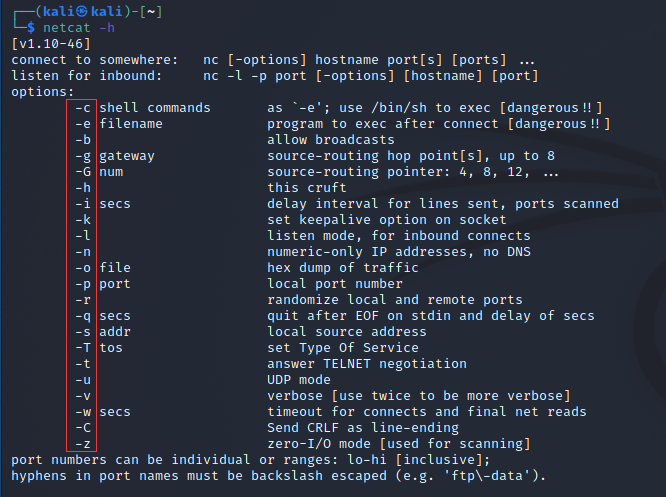 ┌──(kali㉿kali)-[~]
└─$ netcat -h
[v1.10-46]
connect to somewhere:   nc [-options] hostname port[s] [ports] ...
listen for inbound:     nc -l -p port [-options] [hostname] [port]
options:
        -c shell commands       as `-e'; use /bin/sh to exec [dangerous!!]
        -e filename             program to exec after connect [dangerous!!]
        -b                      allow broadcasts
        -g gateway              source-routing hop point[s], up to 8
        -G num                  source-routing pointer: 4, 8, 12, ...
        -h                      this cruft
        -i secs                 delay interval for lines sent, ports scanned
        -k                      set keepalive option on socket
        -l                      listen mode, for inbound connects
        -n                      numeric-only IP addresses, no DNS
        -o file                 hex dump of traffic
        -p port                 local port number
        -r                      randomize local and remote ports
        -q secs                 quit after EOF on stdin and delay of secs
        -s addr                 local source address
        -T tos                  set Type Of Service
        -t                      answer TELNET negotiation
        -u                      UDP mode
        -v                      verbose [use twice to be more verbose]
        -w secs                 timeout for connects and final net reads
        -C                      Send CRLF as line-ending
        -z                      zero-I/O mode [used for scanning]
port numbers can be individual or ranges: lo-hi [inclusive];
hyphens in port names must be backslash escaped (e.g. 'ftp\-data').